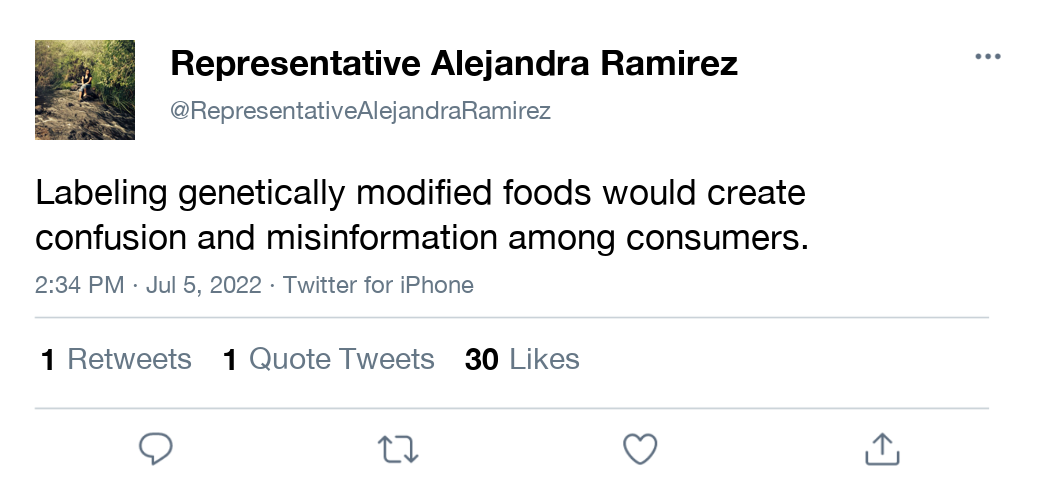 Representative Alejandra Ramirez
@RepresentativeAlejandraRamirez
Labeling genetically modified foods would create
confusion and misinformation among consumers.
2:34 PM · Jul 5, 2022 · Twitter for iPhone
1 Retweets 1 Quote Tweets 30 Likes